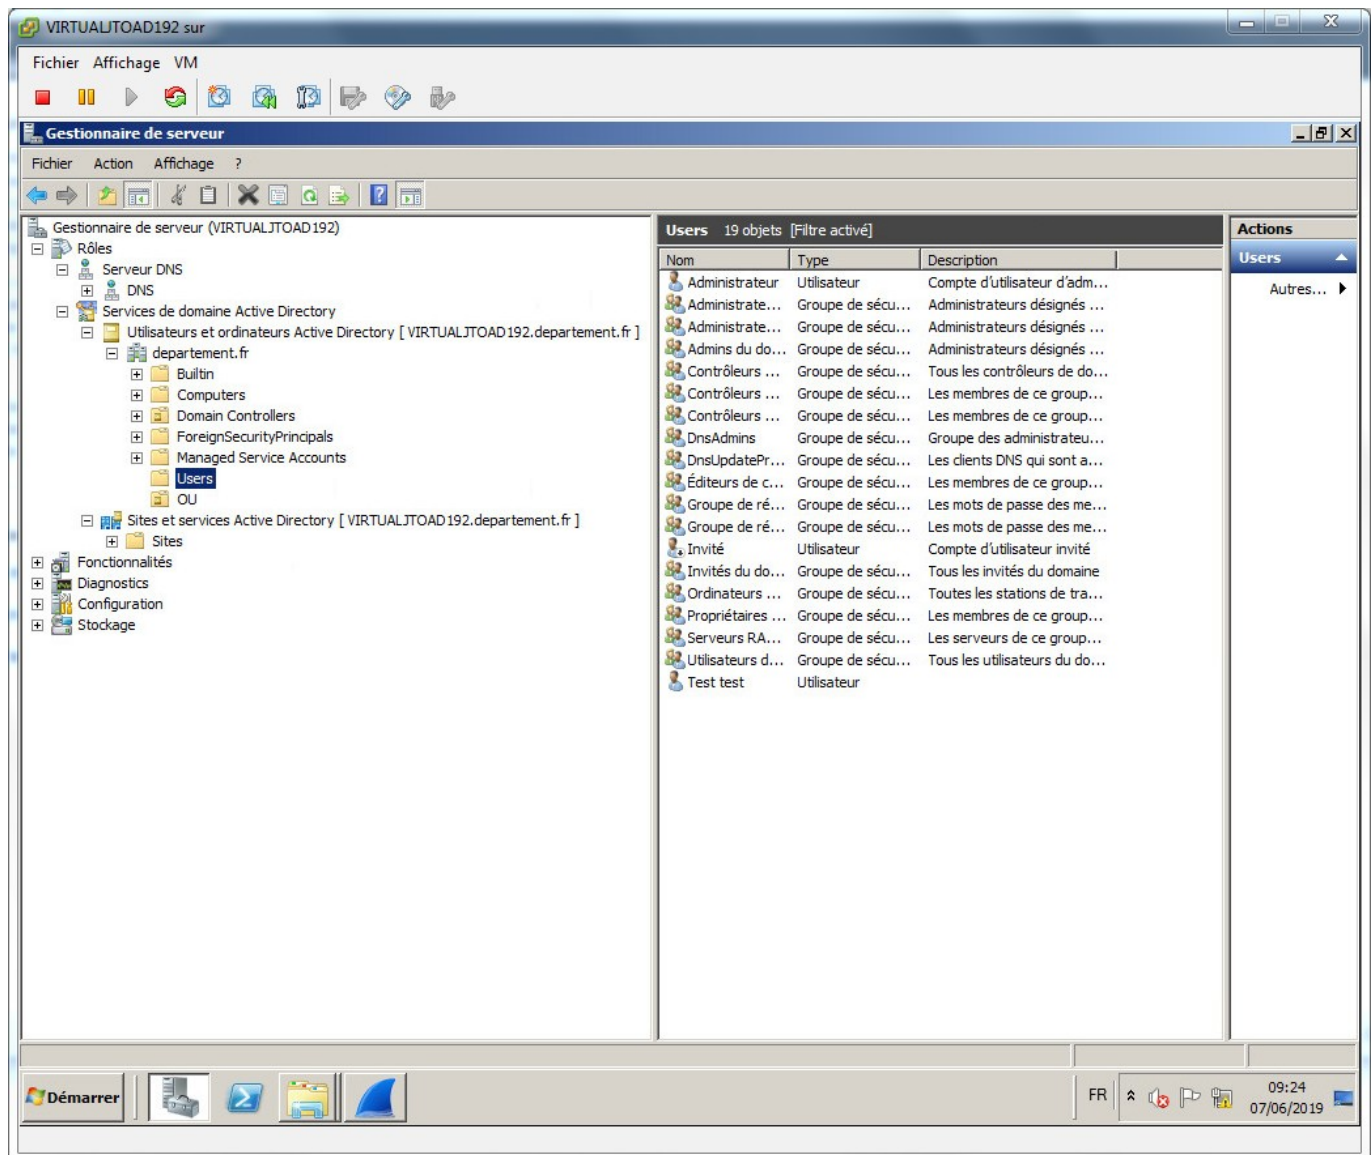 VIRTUALJTOAD192 sur
Fichier Affichage VM
Gestionnaire de serveur
Fichier Action Affichage ?
Gestionnaire de serveur (VIRTUALJTOAD192)
Rôles
Serveur DNS
DNS
Services de domaine Active Directory
Utilisateurs et ordinateurs Active Directory [ VIRTUALJTOAD192.departement.fr ]
departement.fr
Builtin
Computers
Domain Controllers
ForeignSecurityPrincipals
Managed Service Accounts
Users
OU
Sites et services Active Directory [ VIRTUALJTOAD192.departement.fr ]
Sites
Fonctionnalités
Diagnostics
Configuration
Stockage
Users 19 objets [Filtre activé]
Nom Type Description
Administrateur Utilisateur Compte d'utilisateur d'adm...
Administrate... Groupe de sécu... Administrateurs désignés ...
Administrate... Groupe de sécu... Administrateurs désignés ...
Admins du do... Groupe de sécu... Administrateurs désignés ...
Contrôleurs ... Groupe de sécu... Tous les contrôleurs de do...
Contrôleurs ... Groupe de sécu... Les membres de ce group...
Contrôleurs ... Groupe de sécu... Les membres de ce group...
DnsAdmins Groupe de sécu... Groupe des administrateu...
DnsUpdatePr... Groupe de sécu... Les clients DNS qui sont a...
Éditeurs de c... Groupe de sécu... Les membres de ce group...
Groupe de ré... Groupe de sécu... Les mots de passe des me...
Groupe de ré... Groupe de sécu... Les mots de passe des me...
Invité Utilisateur Compte d'utilisateur invité
Invités du do... Groupe de sécu... Tous les invités du domaine
Ordinateurs ... Groupe de sécu... Toutes les stations de tra...
Propriétaires ... Groupe de sécu... Les membres de ce group...
Serveurs RA... Groupe de sécu... Les serveurs de ce group...
Utilisateurs d... Groupe de sécu... Tous les utilisateurs du do...
Test test Utilisateur
Actions
Users
Autres...
Démarrer
FR
09:24
07/06/2019